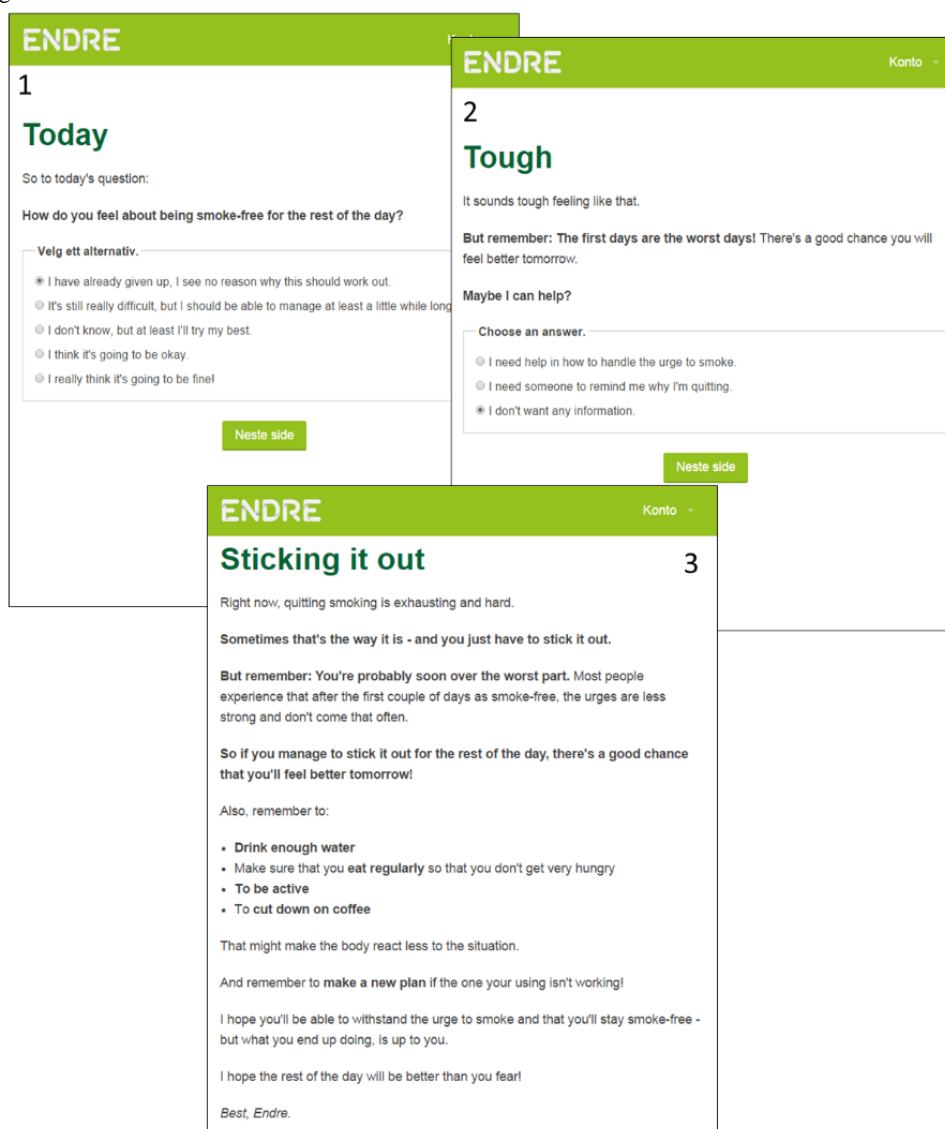 ENDRE
1
Today
So to today's question:
How do you feel about being smoke-free for the rest of the day?
Velg ett alternativ.
I have already given up, I see no reason why this should work out.
It's still really difficult, but I should be able to manage at least a little while long
I don't know, but at least I'll try my best.
I think it's going to be okay.
I really think it's going to be fine!
Neste side
ENDRE
Konto
2
Tough
It sounds tough feeling like that.
But remember: The first days are the worst days! There's a good chance you will
feel better tomorrow.
Maybe I can help?
Choose an answer.
I need help in how to handle the urge to smoke.
I need someone to remind me why I'm quitting.
I don't want any information.
Neste side
ENDRE
Konto
Sticking it out
3
Right now, quitting smoking is exhausting and hard.
Sometimes that's the way it is - and you just have to stick it out.
But remember: You're probably soon over the worst part. Most people
experience that after the first couple of days as smoke-free, the urges are less
strong and don't come that often.
So if you manage to stick it out for the rest of the day, there's a good chance
that you'll feel better tomorrow!
Also, remember to:
• Drink enough water
• Make sure that you eat regularly so that you don't get very hungry
• To be active
• To cut down on coffee
That might make the body react less to the situation.
And remember to make a new plan if the one your using isn't working!
I hope you'll be able to withstand the urge to smoke and that you'll stay smoke-free -
but what you end up doing, is up to you.
I hope the rest of the day will be better than you fear!
Best, Endre.